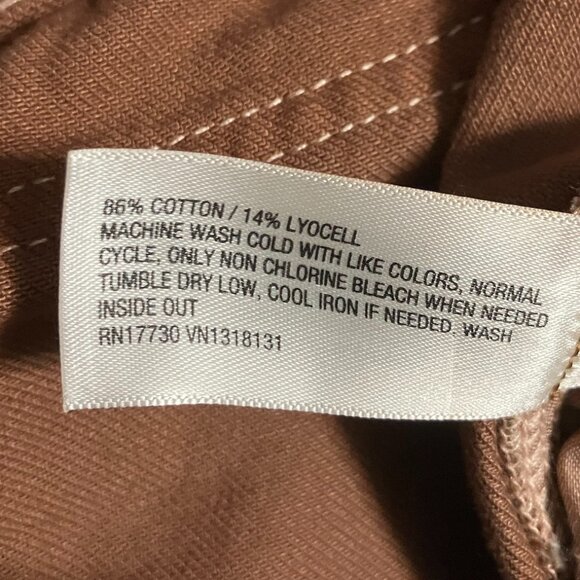 86% COTTON / 14% LYOCELL
MACHINE WASH COLD WITH LIKE COLORS, NORMAL
CYCLE, ONLY NON CHLORINE BLEACH WHEN NEEDED
TUMBLE DRY LOW, COOL IRON IF NEEDED. WASH
INSIDE OUT
RN17730 VN1318131